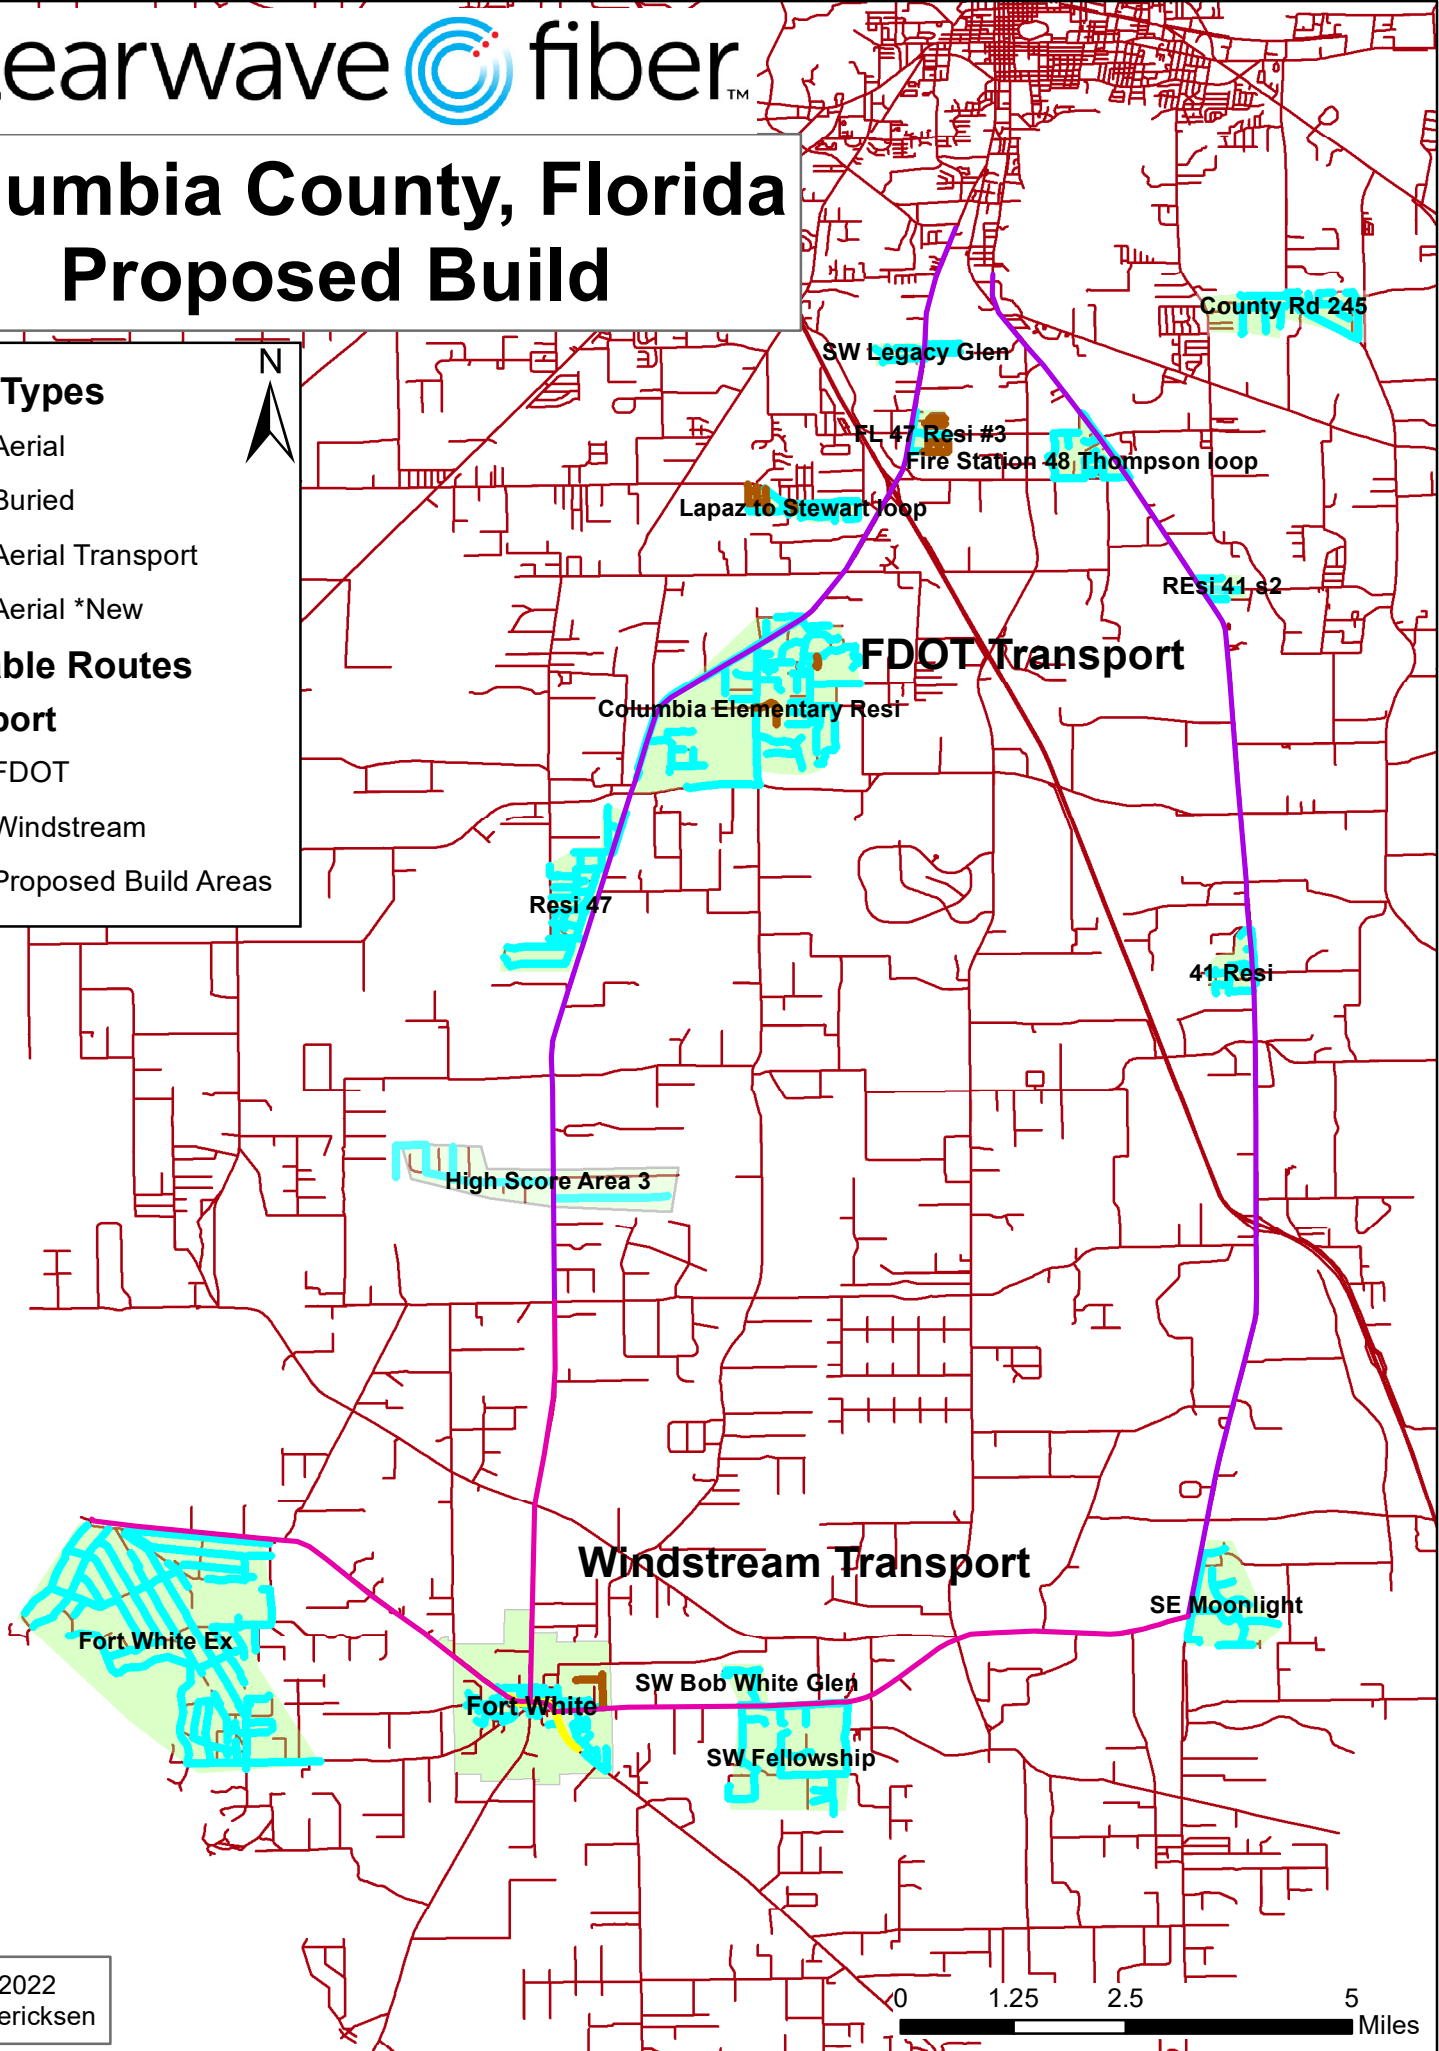 earwave fiber™
umbia County, Florida
Proposed Build
N
Types
Aerial
Buried
Aerial Transport
Aerial *New
ble Routes
port
FDOT
Windstream
Proposed Build Areas
County Rd 245
SW Legacy Glen
FL 47 Resi #3
Fire Station 48 Thompson loop
Lapaz to Stewart loop
REsi 41 s2
FDOT Transport
Columbia Elementary Resi
Resi 47
41 Resi
High Score Area 3
Windstream Transport
SE Moonlight
Fort White Ex
SW Bob White Glen
Fort White
SW Fellowship
2022
ericksen
0 1.25 2.5 5
Miles